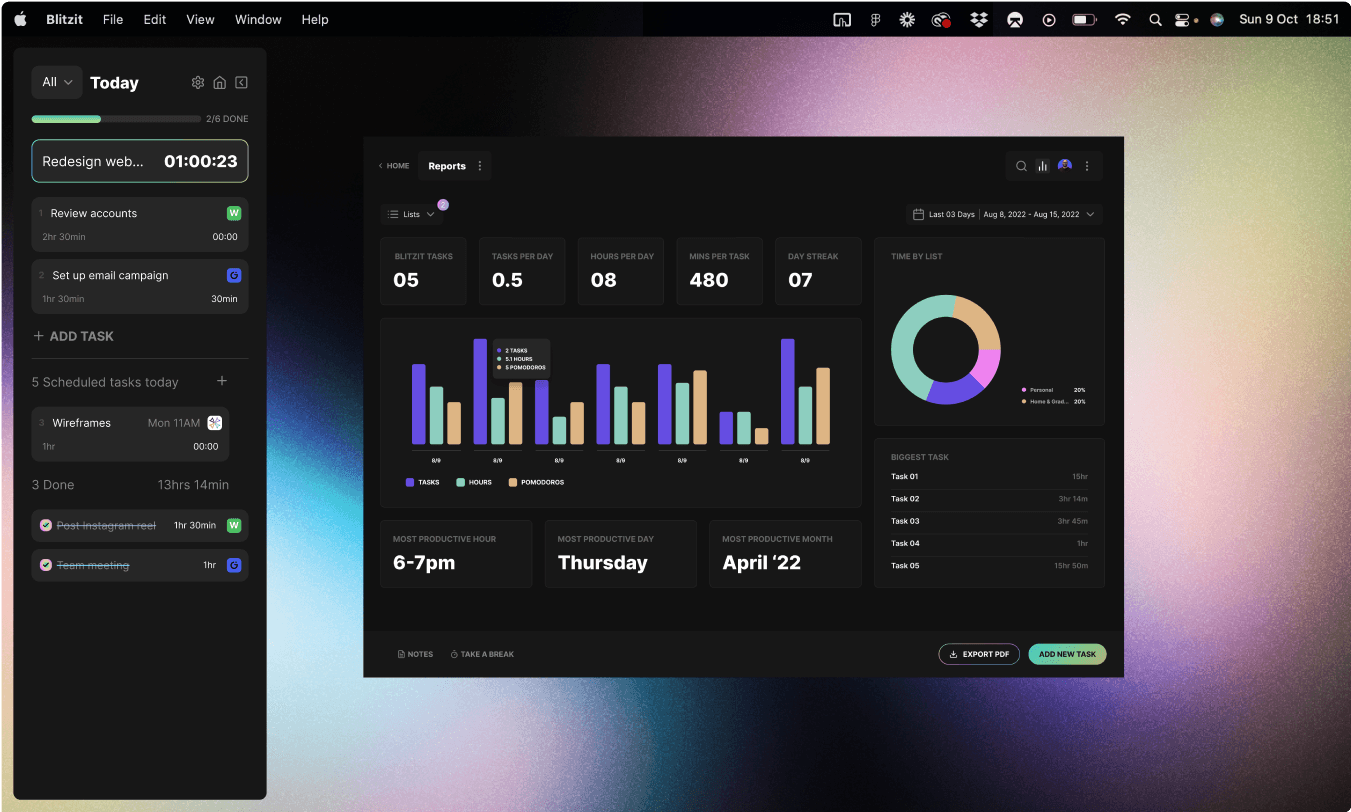 Blitzit File Edit View Window Help
Sun 9 Oct 18:51
All
Today
2/6 DONE
Redesign web... 01:00:23
1 Review accounts W
2hr 30min 00:00
2 Set up email campaign G
1hr 30min 30min
+ ADD TASK
5 Scheduled tasks today +
3 Wireframes Mon 11AM
1hr 00:00
3 Done 13hrs 14min
Post Instagram reel 1hr 30min W
Team meeting 1hr G
HOME Reports
Lists 2
Last 03 Days Aug 8, 2022 - Aug 15, 2022
BLITZIT TASKS
05
TASKS PER DAY
0.5
HOURS PER DAY
08
MINS PER TASK
480
DAY STREAK
07
TIME BY LIST
Personal 20%
Home & Grad... 20%
2 TASKS
5.1 HOURS
5 POMODOROS
8/9 8/9 8/9 8/9 8/9 8/9 8/9
TASKS HOURS POMODOROS
BIGGEST TASK
Task 01 15hr
Task 02 3hr 14m
Task 03 3hr 45m
Task 04 1hr
Task 05 15hr 50m
MOST PRODUCTIVE HOUR
6-7pm
MOST PRODUCTIVE DAY
Thursday
MOST PRODUCTIVE MONTH
April ‘22
NOTES TAKE A BREAK
EXPORT PDF ADD NEW TASK